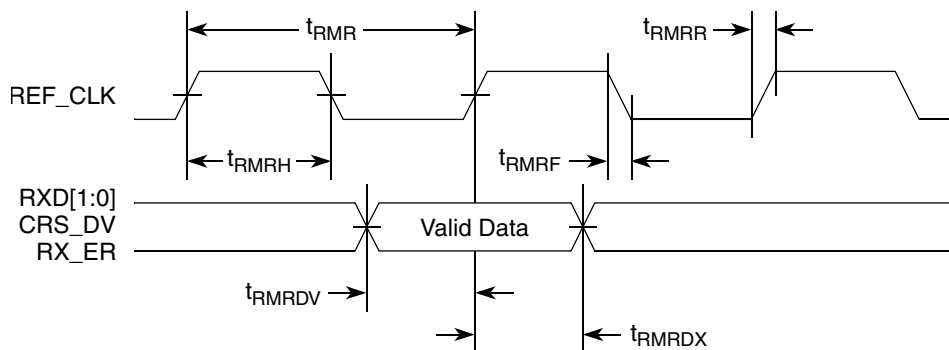 tRMR
tRMRR
REF_CLK
tRMRH
tRMRF
RXD[1:0]
CRS_DV
Valid Data
RX_ER
tRMRDV
tRMRDX